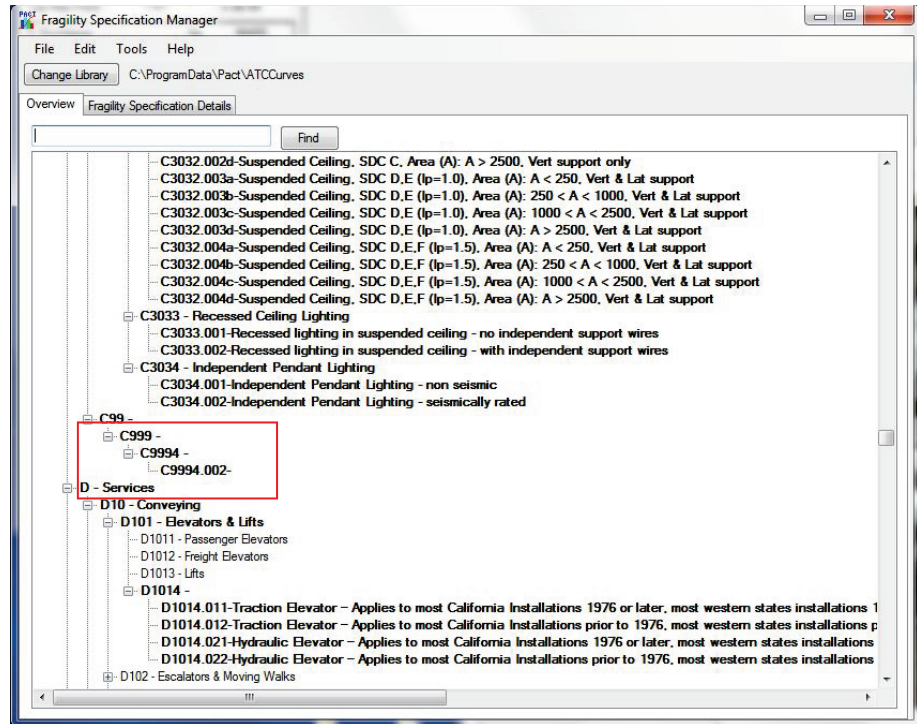 PACT Fragility Specification Manager
File Edit Tools Help
Change Library C:\ProgramData\Pact\ATCCurves
Overview Fragility Specification Details
Find
C3032.002d-Suspended Ceiling, SDC C, Area (A): A > 2500, Vert support only
C3032.003a-Suspended Ceiling, SDC D,E (Ip=1.0), Area (A): A < 250, Vert & Lat support
C3032.003b-Suspended Ceiling, SDC D,E (Ip=1.0), Area (A): 250 < A < 1000, Vert & Lat support
C3032.003c-Suspended Ceiling, SDC D,E (Ip=1.0), Area (A): 1000 < A < 2500, Vert & Lat support
C3032.003d-Suspended Ceiling, SDC D,E (Ip=1.0), Area (A): A > 2500, Vert & Lat support
C3032.004a-Suspended Ceiling, SDC D,E,F (Ip=1.5), Area (A): A < 250, Vert & Lat support
C3032.004b-Suspended Ceiling, SDC D,E,F (Ip=1.5), Area (A): 250 < A < 1000, Vert & Lat support
C3032.004c-Suspended Ceiling, SDC D,E,F (Ip=1.5), Area (A): 1000 < A < 2500, Vert & Lat support
C3032.004d-Suspended Ceiling, SDC D,E,F (Ip=1.5), Area (A): A > 2500, Vert & Lat support
C3033 - Recessed Ceiling Lighting
C3033.001-Recessed lighting in suspended ceiling - no independent support wires
C3033.002-Recessed lighting in suspended ceiling - with independent support wires
C3034 - Independent Pendant Lighting
C3034.001-Independent Pendant Lighting - non seismic
C3034.002-Independent Pendant Lighting - seismically rated
C99 -
C999 -
C9994 -
C9994.002-
D - Services
D10 - Conveying
D101 - Elevators & Lifts
D1011 - Passenger Elevators
D1012 - Freight Elevators
D1013 - Lifts
D1014 -
D1014.011-Traction Elevator – Applies to most California Installations 1976 or later, most western states installations 1
D1014.012-Traction Elevator – Applies to most California Installations prior to 1976, most western states installations p
D1014.021-Hydraulic Elevator – Applies to most California Installations 1976 or later, most western states installations
D1014.022-Hydraulic Elevator – Applies to most California Installations prior to 1976, most western states installations
D102 - Escalators & Moving Walks